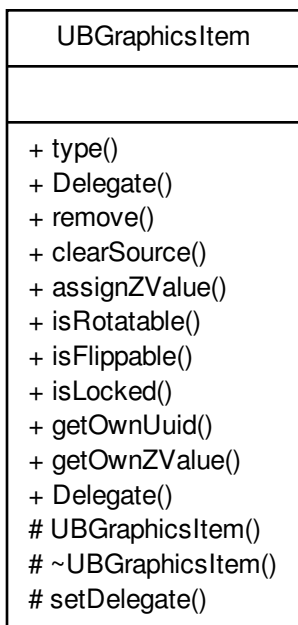 UBGraphicsItem
+ type()
+ Delegate()
+ remove()
+ clearSource()
+ assignZValue()
+ isRotatable()
+ isFlippable()
+ isLocked()
+ getOwnUuid()
+ getOwnZValue()
+ Delegate()
# UBGraphicsItem()
# ~UBGraphicsItem()
# setDelegate()